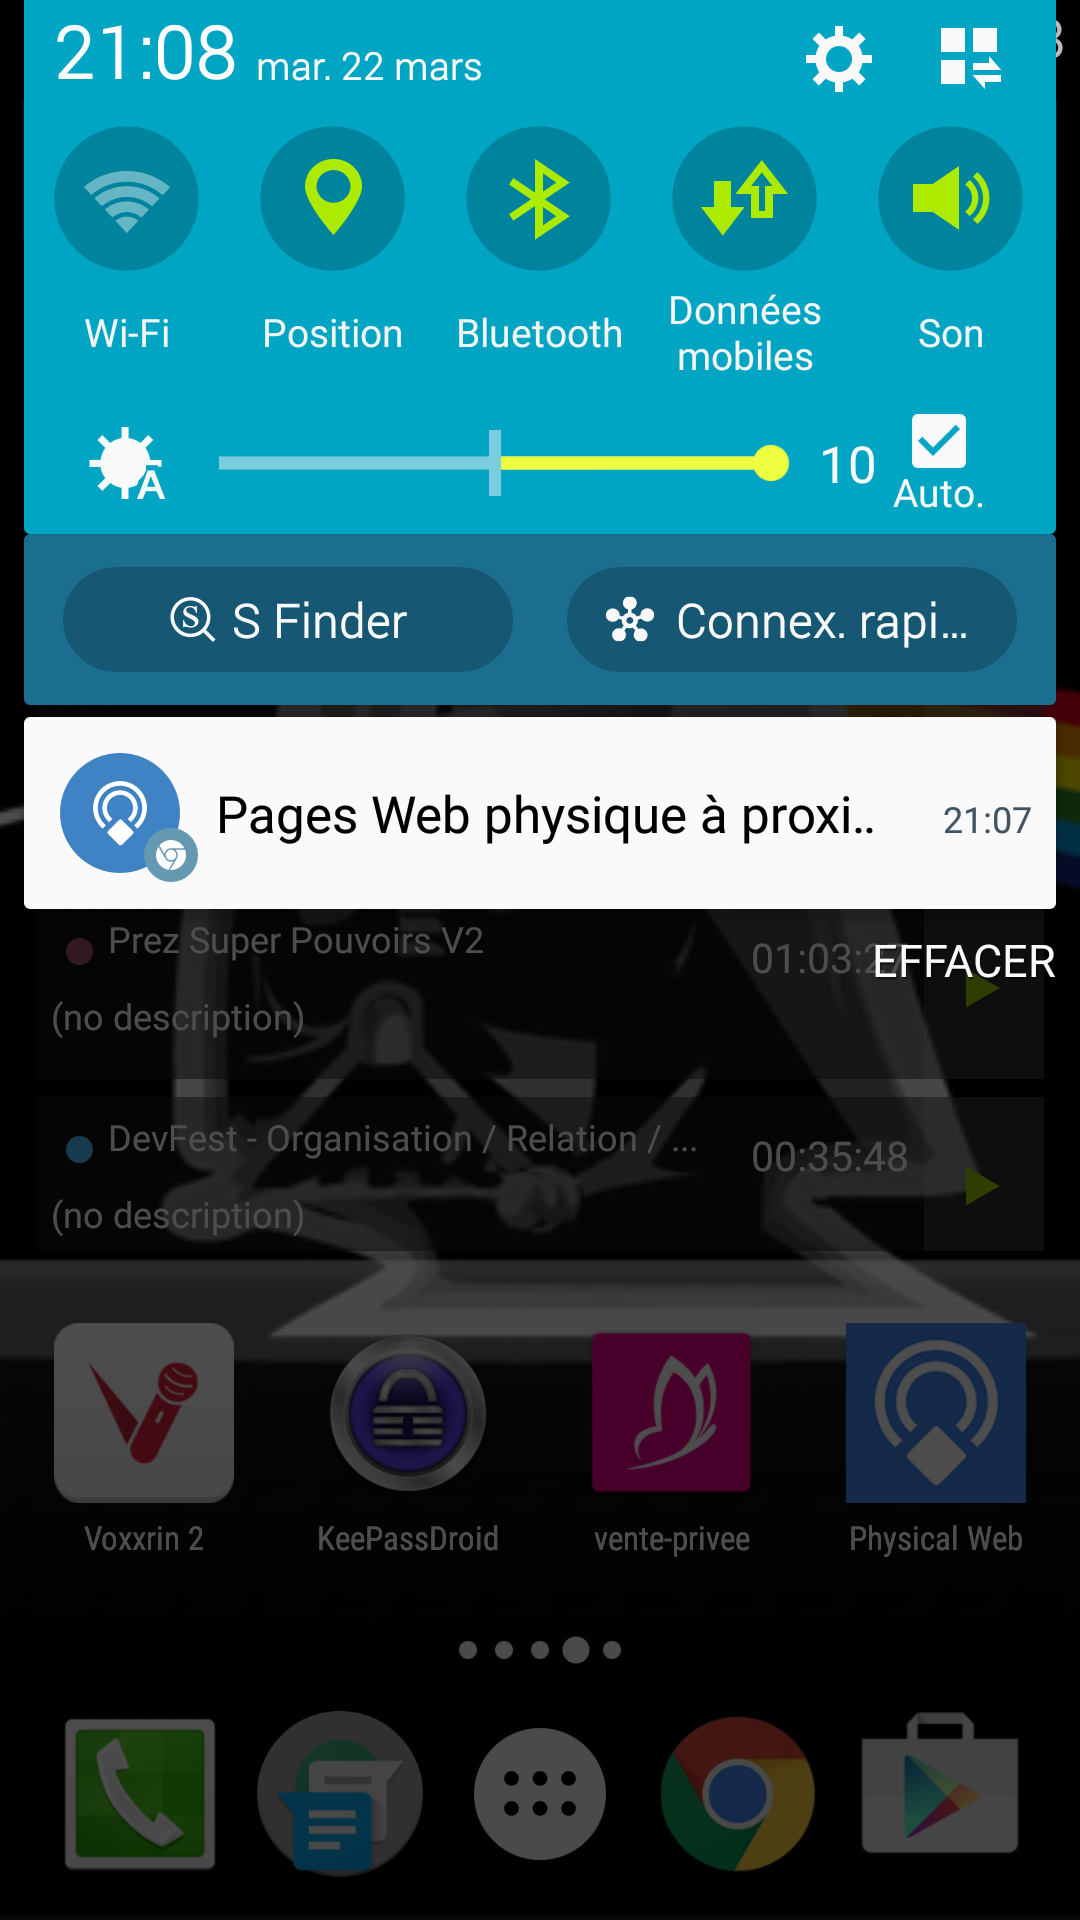 21:08 mar. 22 mars
Wi-Fi
Position
Bluetooth
Données
mobiles
Son
A
10
Auto.
S Finder
Connex. rapi...
Pages Web physique à proxi..
21:07
Prez Super Pouvoirs V2
01:03:27
EFFACER
(no description)
DevFest - Organisation / Relation / ...
00:35:48
(no description)
Voxxrin 2
KeePassDroid
vente-privee
Physical Web